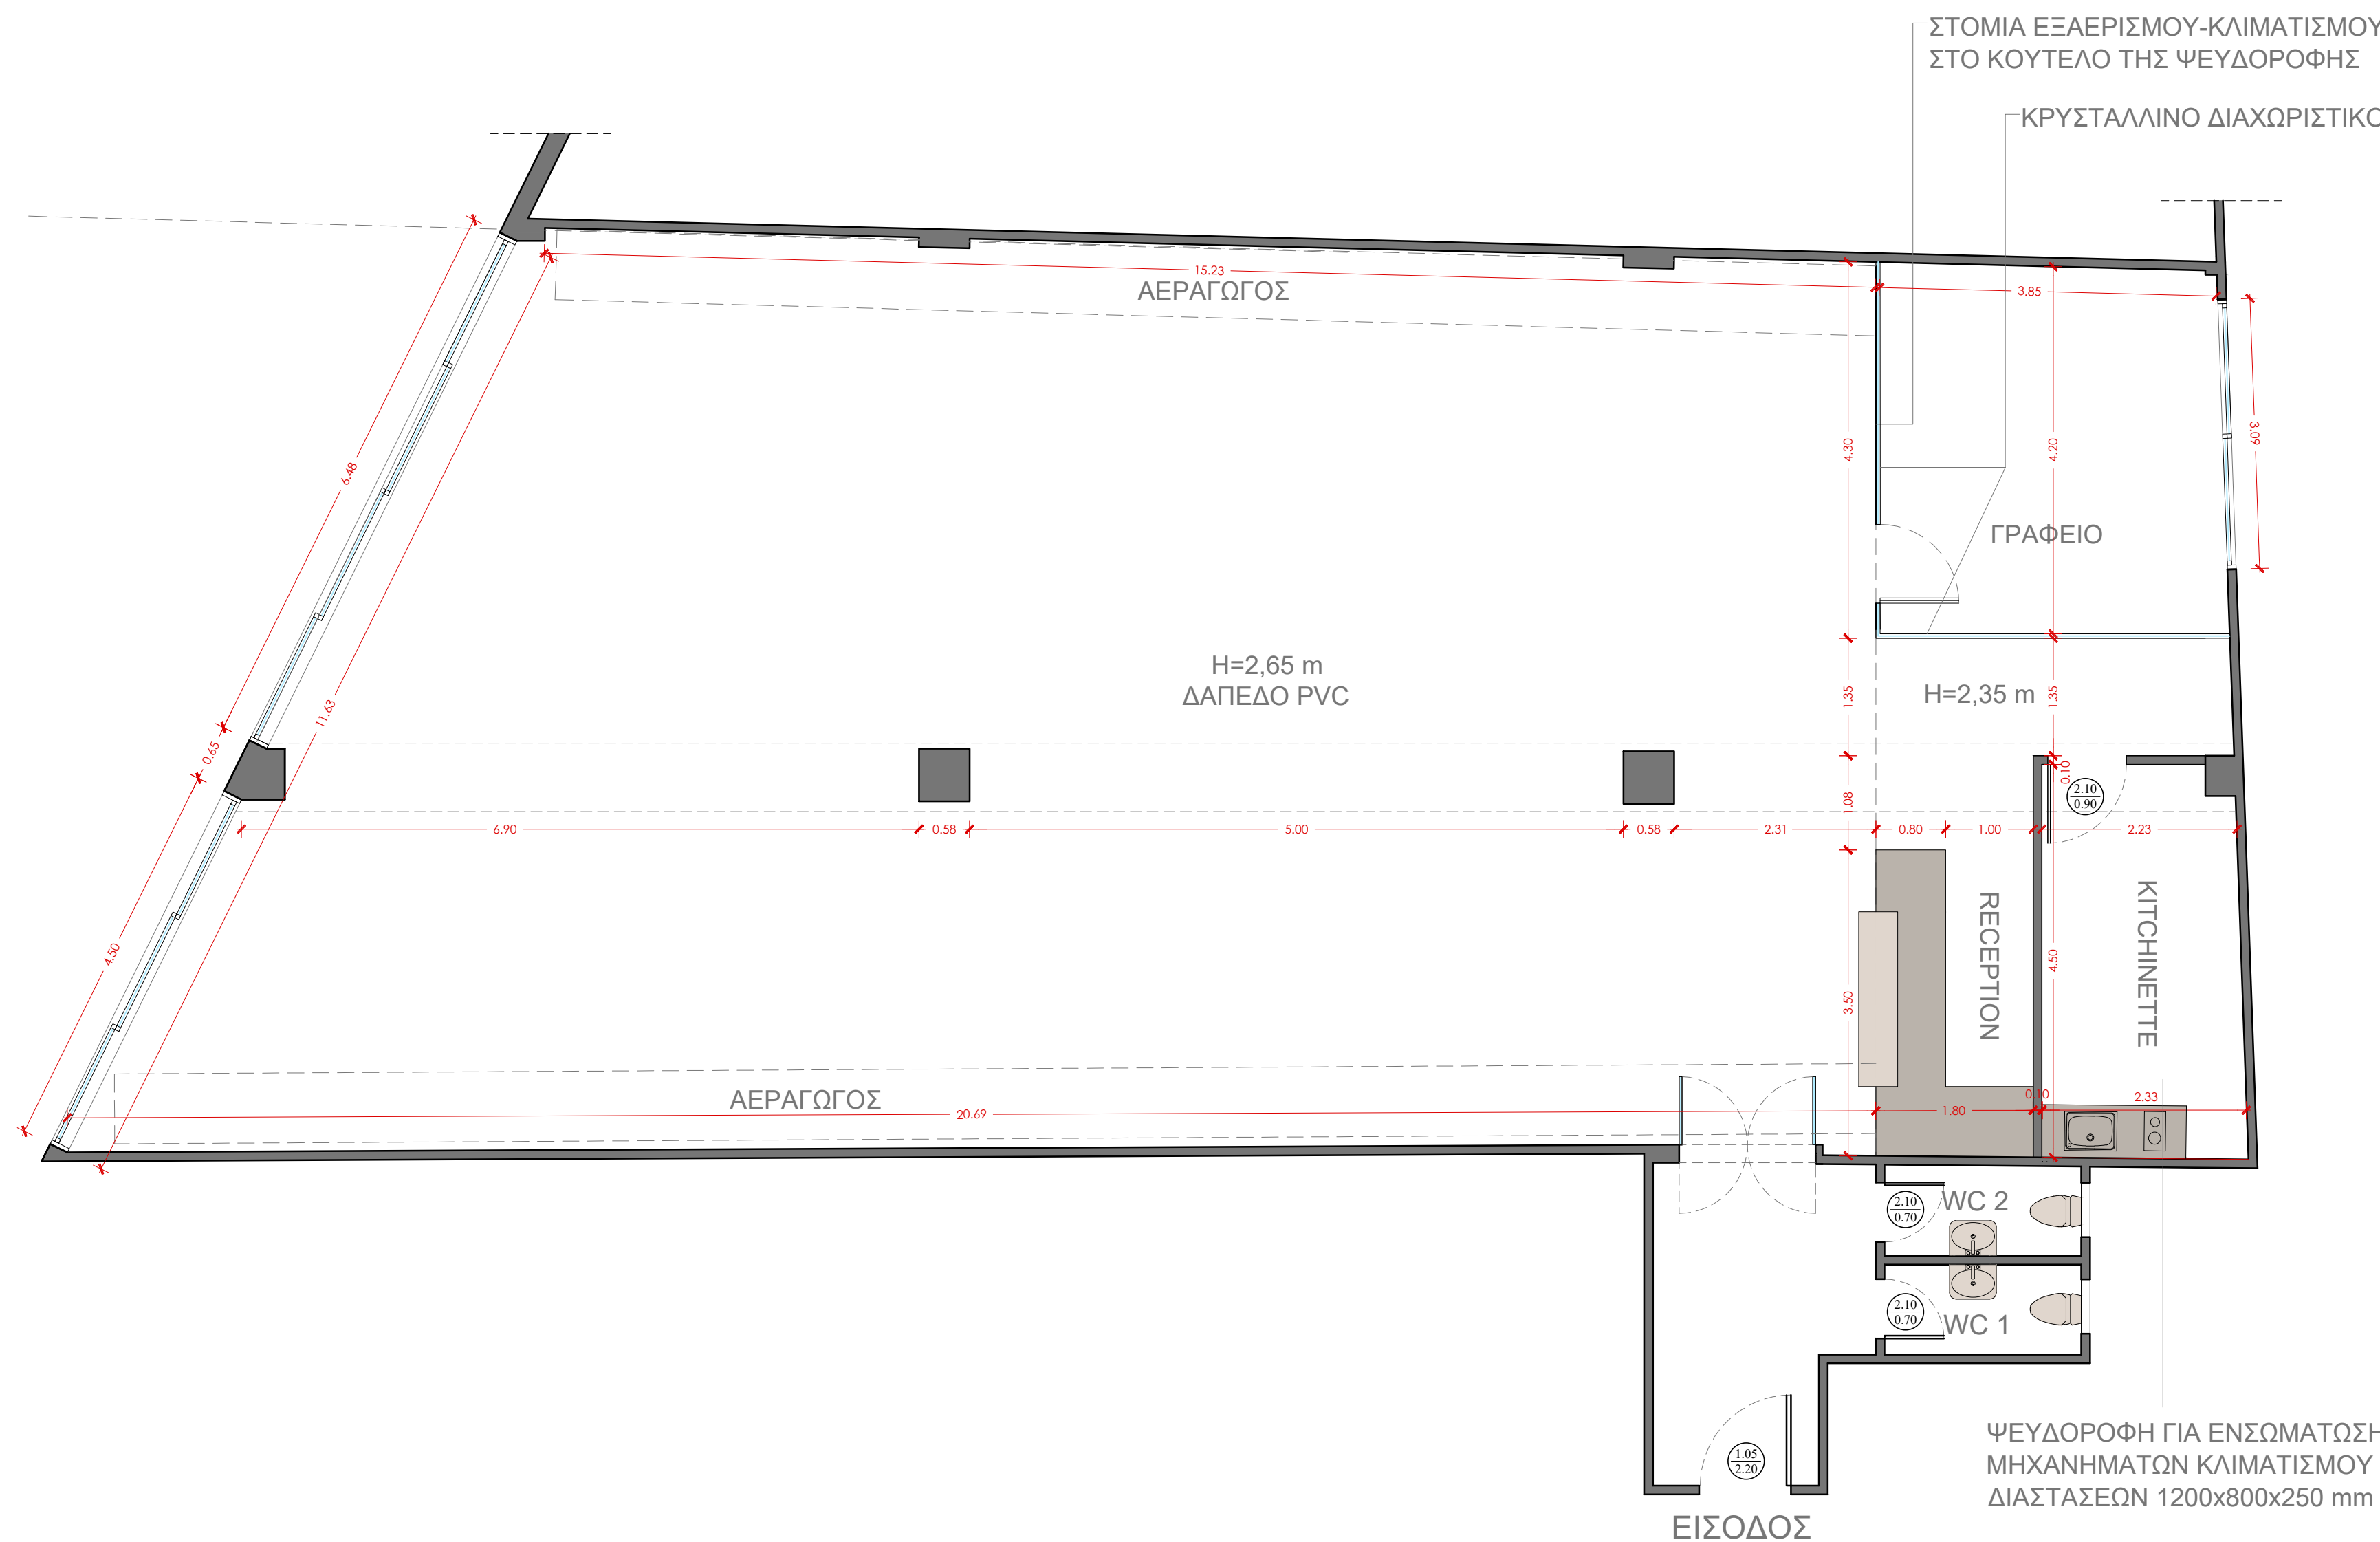 ΣΤΟΜΙΑ ΕΞΑΕΡΙΣΜΟΥ-ΚΛΙΜΑΤΙΣΜΟΥ
ΣΤΟ ΚΟΥΤΕΛΟ ΤΗΣ ΨΕΥΔΟΡΟΦΗΣ
ΚΡΥΣΤΑΛΛΙΝΟ ΔΙΑΧΩΡΙΣΤΙΚΟ
15.23
ΑΕΡΑΓΩΓΟΣ
3.85
6.48
4.30
4.20
3.09
ΓΡΑΦΕΙΟ
H=2,65 m
ΔΑΠΕΔΟ PVC
11.63
1.35
H=2,35 m
1.35
0.65
0.10
2.10
0.90
1.08
6.90
0.58
5.00
0.58
2.31
0.80
1.00
2.23
4.50
3.50
RECEPTION
4.50
KITCHINETTE
ΑΕΡΑΓΩΓΟΣ
20.69
1.80
0.10
2.33
2.10
0.70
WC 2
2.10
0.70
WC 1
1.05
2.20
ΨΕΥΔΟΡΟΦΗ ΓΙΑ ΕΝΣΩΜΑΤΩΣΗ
ΜΗΧΑΝΗΜΑΤΩΝ ΚΛΙΜΑΤΙΣΜΟΥ
ΔΙΑΣΤΑΣΕΩΝ 1200x800x250 mm
ΕΙΣΟΔΟΣ